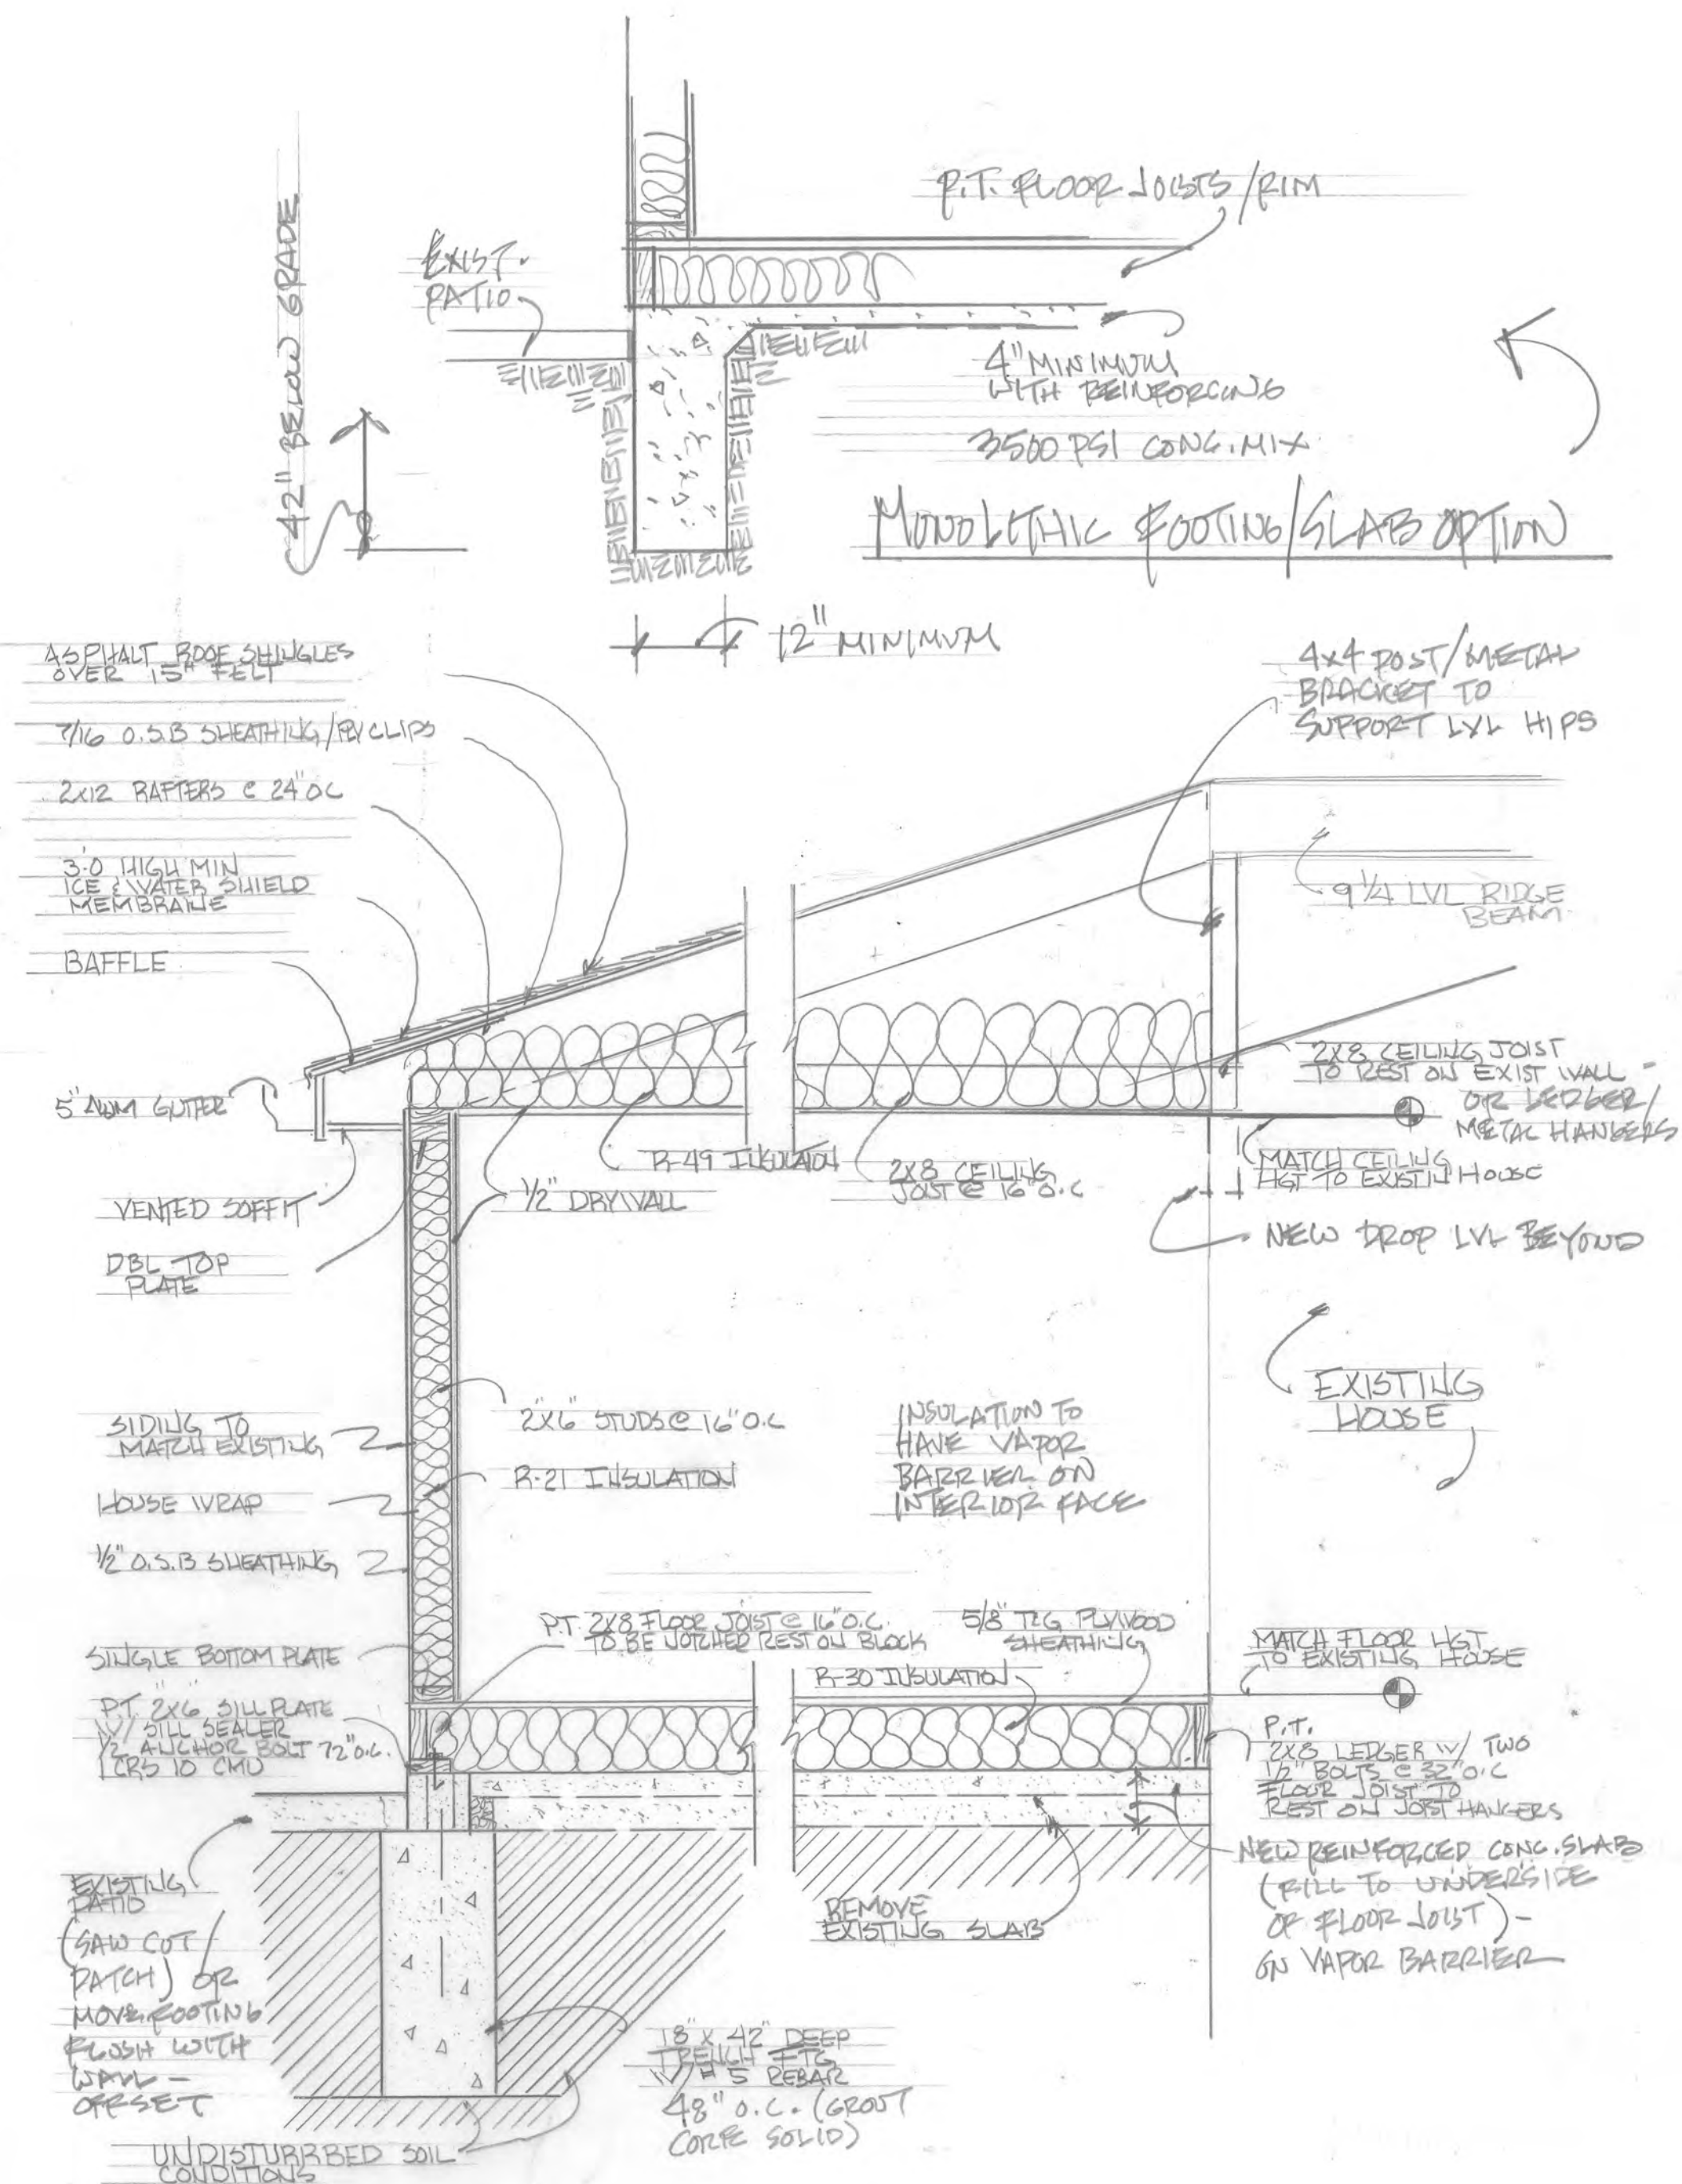 P.T. FLOOR JOISTS/RIM
EXIST.
PATIO
42" BELOW GRADE
4" MINIMUM
WITH REINFORCING
3500 PSI CONC. MIX
MONOLITHIC FOOTING/SLAB OPTION
12" MINIMUM
ASPHALT ROOF SHINGLES
OVER 15# FELT
7/16 O.S.B SHEATHING/PLY CLIPS
2x12 RAFTERS @ 24" OC
3'-0 HIGH MIN
ICE & WATER SHIELD
MEMBRANE
BAFFLE
5" ALUM GUTTER
VENTED SOFFIT
DBL TOP
PLATE
4x4 POST/METAL
BRACKET TO
SUPPORT LVL HIPS
9 1/4 LVL RIDGE
BEAM
2X8 CEILING JOIST
TO REST ON EXIST WALL -
OR LEDGER/
METAL HANGERS
MATCH CEILING
HGT TO EXISTIN HOUSE
NEW DROP LVL BEYOND
R-49 INSULATION
2X8 CEILING
JOIST @ 16" O.C
1/2" DRYWALL
EXISTING
HOUSE
SIDING TO
MATCH EXISTING
HOUSE WRAP
1/2" O.S.B SHEATHING
2"X6" STUDS @ 16" O.C
R-21 INSULATION
INSULATION TO
HAVE VAPOR
BARRIER ON
INTERIOR FACE
SINGLE BOTTOM PLATE
P.T. 2"X6" SILL PLATE
W/ SILL SEALER
1/2 ANCHOR BOLT 72" O.C.
1 CRS 10 CMU
P.T. 2X8 FLOOR JOIST @ 16" O.C.
TO BE NOTCHED REST ON BLOCK
5/8" T&G PLYWOOD
SHEATHING
R-30 INSULATION
MATCH FLOOR HGT
TO EXISTING HOUSE
P.T.
2X8 LEDGER W/ TWO
1/2" BOLTS @ 32" O.C
FLOUR JOIST TO
REST ON JOIST HANGERS
NEW REINFORCED CONC. SLAB
(FILL TO UNDERSIDE
OF FLOOR JOIST) -
ON VAPOR BARRIER
REMOVE
EXISTING SLAB
EXISTING
PATIO
(SAW CUT/
PATCH) OR
MOVE FOOTING
FLUSH WITH
WALL -
OFFSET
18" X 42" DEEP
TRENCH FTG
W/ # 5 REBAR
48" O.C. (GROUT
CORE SOLID)
UNDISTURRBED SOIL
CONDITIONS